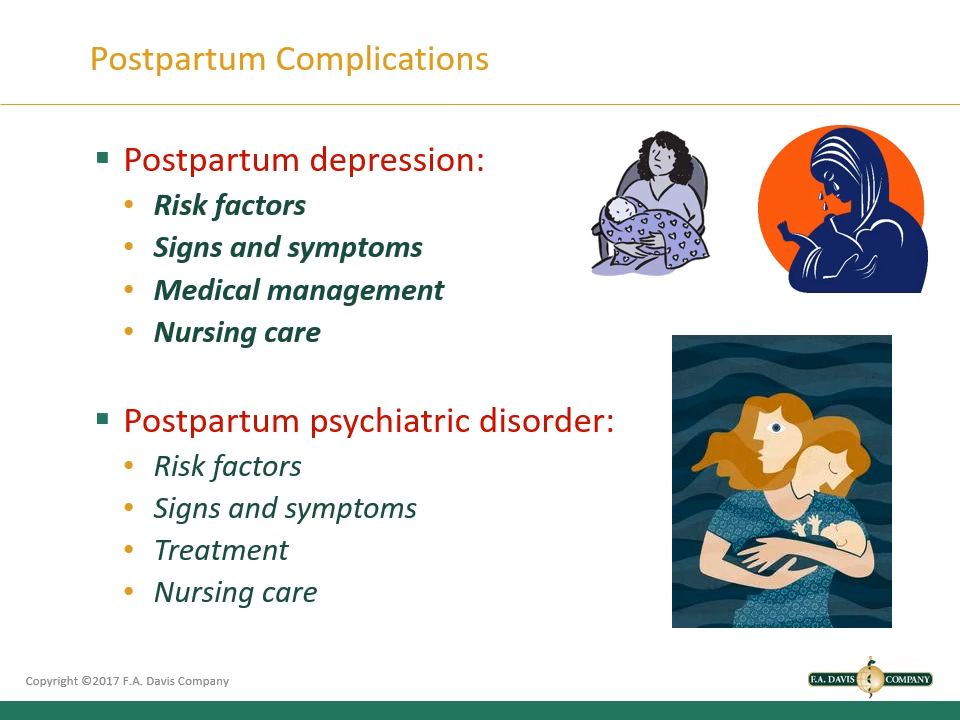 Postpartum Complications
Postpartum depression:
Risk factors
Signs and symptoms
Medical management
Nursing care
Postpartum psychiatric disorder:
Risk factors
Signs and symptoms
Treatment
Nursing care
Copyright ©2017 F.A. Davis Company
F.A. DAVIS COMPANY